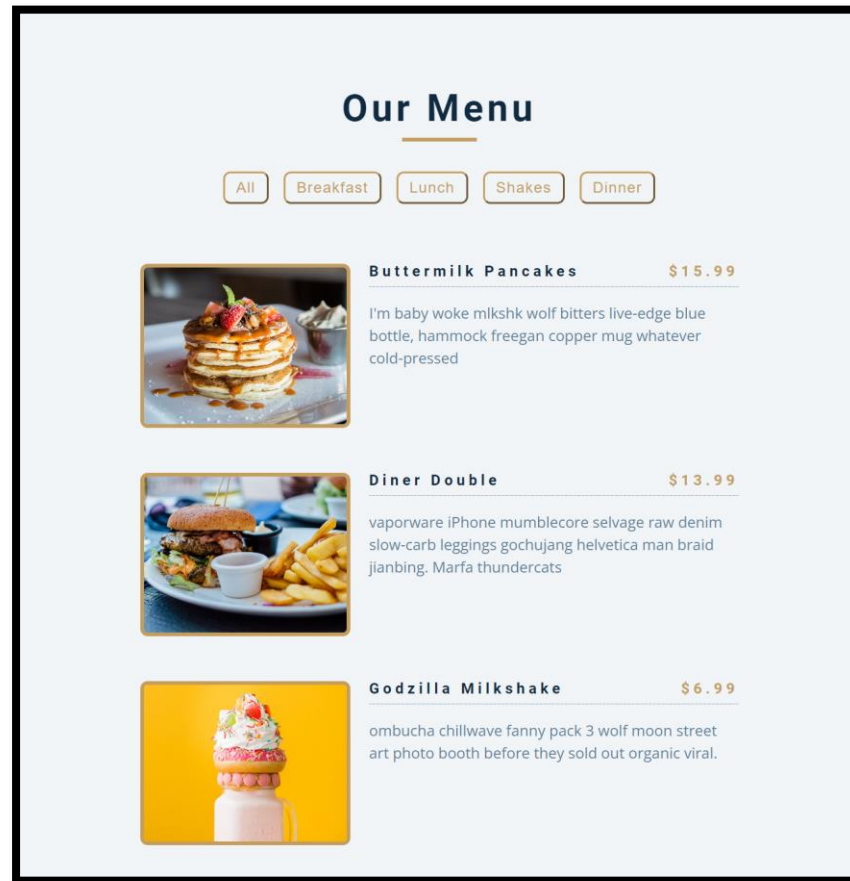 Our Menu
All Breakfast Lunch Shakes Dinner
Buttermilk Pancakes $15.99
I'm baby woke mlkshk wolf bitters live-edge blue
bottle, hammock freegan copper mug whatever
cold-pressed
Diner Double $13.99
vaporware iPhone mumblecore selvage raw denim
slow-carb leggings gochujang helvetica man braid
jianbing. Marfa thundercats
Godzilla Milkshake $6.99
ombucha chillwave fanny pack 3 wolf moon street
art photo booth before they sold out organic viral.